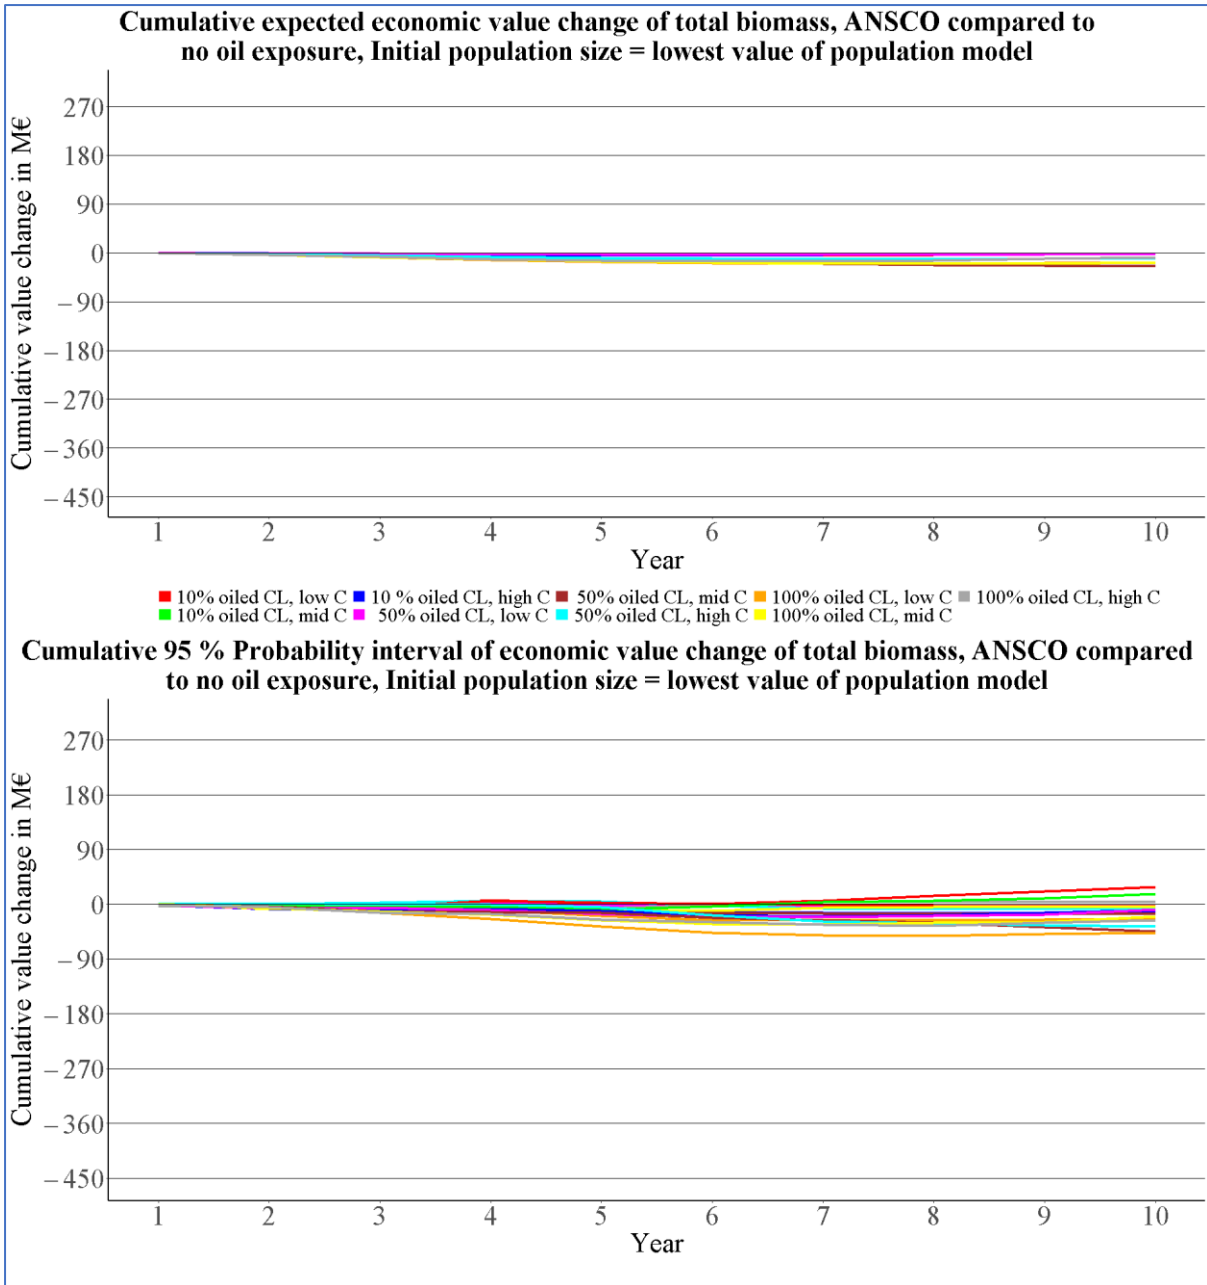 Cumulative expected economic value change of total biomass, ANSCO compared to
no oil exposure, Initial population size = lowest value of population model
Cumulative value change in M€
270
180
90
0
−90
−180
−270
−360
−450
1 2 3 4 5 6 7 8 9 10
Year
10% oiled CL, low C 10 % oiled CL, high C 50% oiled CL, mid C 100% oiled CL, low C 100% oiled CL, high C
10% oiled CL, mid C 50% oiled CL, low C 50% oiled CL, high C 100% oiled CL, mid C
Cumulative 95 % Probability interval of economic value change of total biomass, ANSCO compared
to no oil exposure, Initial population size = lowest value of population model
Cumulative value change in M€
270
180
90
0
−90
−180
−270
−360
−450
1 2 3 4 5 6 7 8 9 10
Year